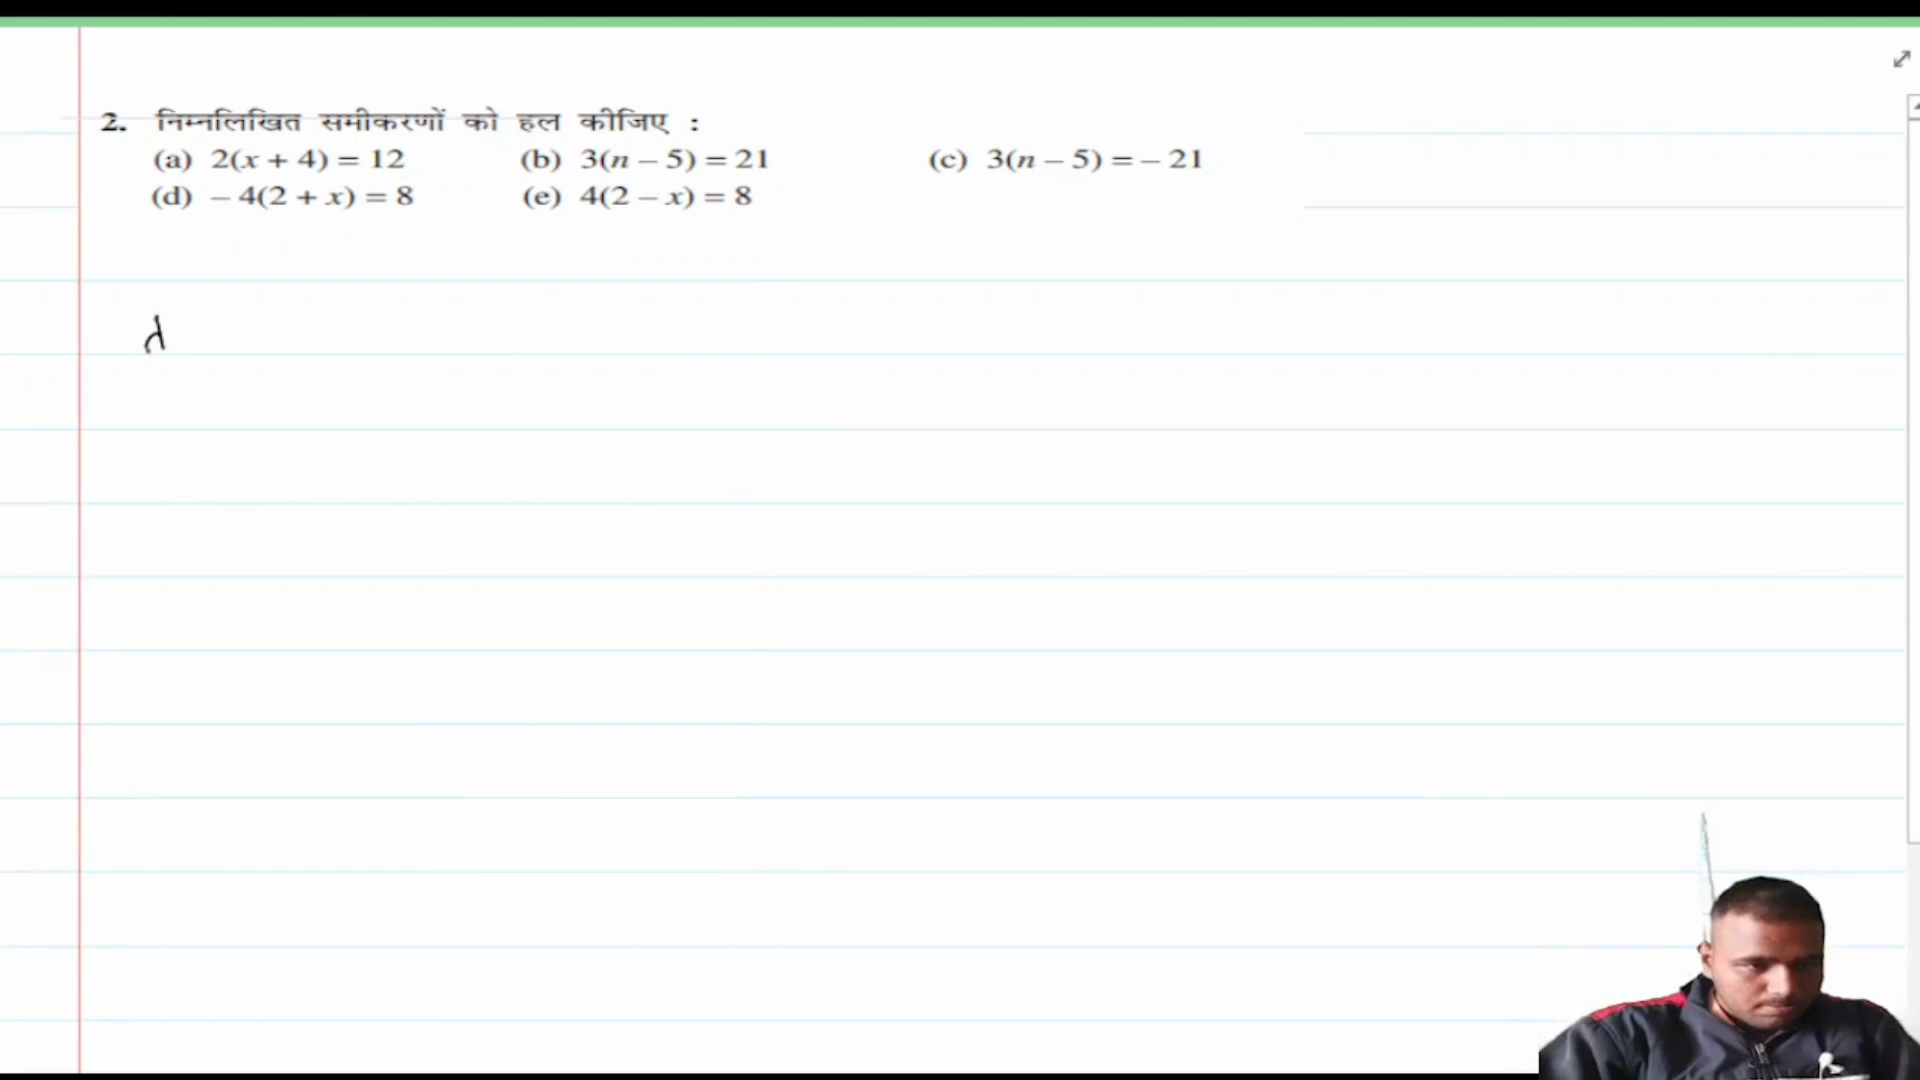 2. निम्नलिखित समीकरणों को हल कीजिए :
(a) 2(x + 4) = 12 (b) 3(n – 5) = 21 (c) 3(n – 5) = – 21
(d) – 4(2 + x) = 8 (e) 4(2 – x) = 8